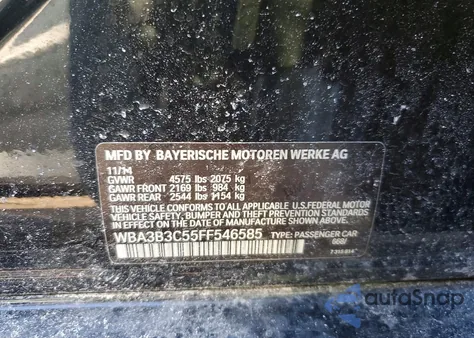 MFD BY BAYERISCHE MOTOREN WERKE AG
11/14
GVWR 4575 lbs 2075 kg
GAWR FRONT 2169 lbs 984 kg
GAWR REAR 2544 lbs 1154 kg
THIS VEHICLE CONFORMS TO ALL APPLICABLE U.S. FEDERAL MOTOR
VEHICLE SAFETY, BUMPER, AND THEFT PREVENTION
STANDARDS IN EFFECT ON THE DATE OF MANUFACTURE SHOWN ABOVE.
WBA3B3C55FF546585 TYPE: PASSENGER CAR
668/
autoSnap